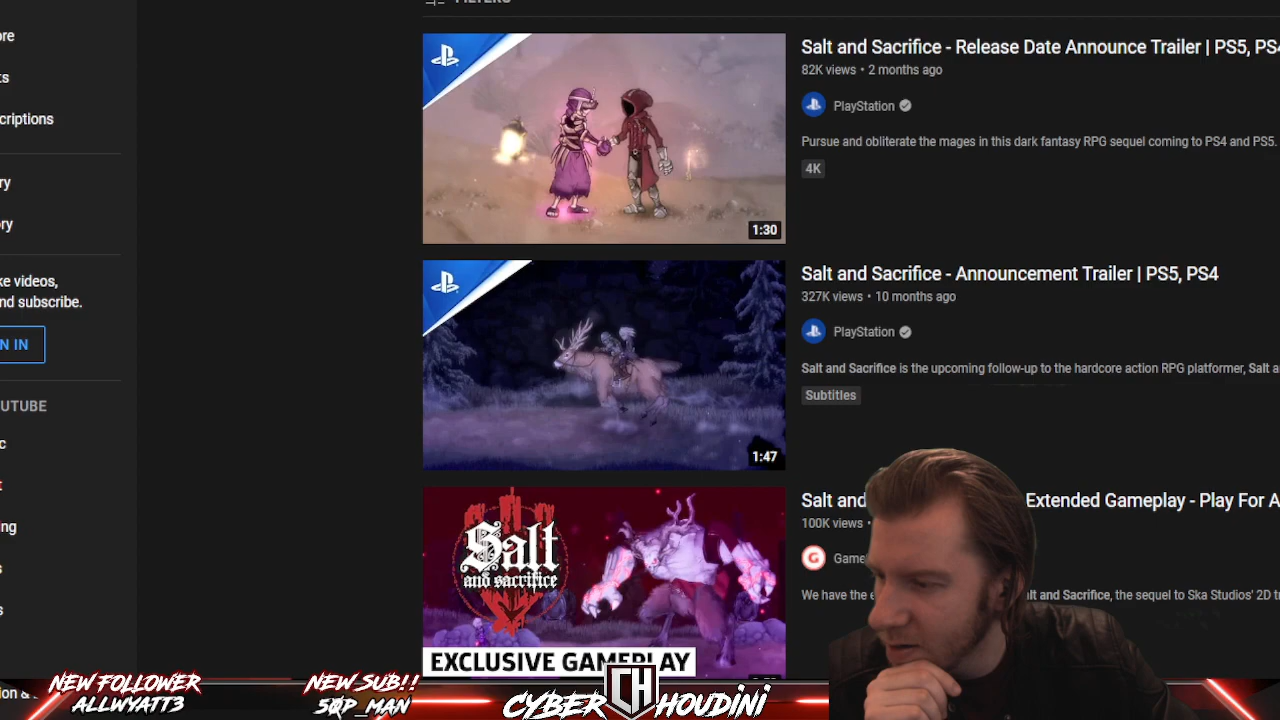 FILTERS
ore
ts
criptions
ry
ory
ke videos,
nd subscribe.
N IN
UTUBE
c
t
ng
s
s
on &
Salt and Sacrifice - Release Date Announce Trailer | PS5, PS4
82K views • 2 months ago
PlayStation
Pursue and obliterate the mages in this dark fantasy RPG sequel coming to PS4 and PS5.
4K
1:30
Salt and Sacrifice - Announcement Trailer | PS5, PS4
327K views • 10 months ago
PlayStation
Salt and Sacrifice is the upcoming follow-up to the hardcore action RPG platformer, Salt a
Subtitles
1:47
Salt and Extended Gameplay - Play For A
100K views •
Game
We have the e lt and Sacrifice, the sequel to Ska Studios' 2D t
Salt
and sacrifice
EXCLUSIVE GAMEPLAY
NEW FOLLOWER
ALLWYATT3
NEW SUB!!
50P_MAN
CYBER CH HOUDINI